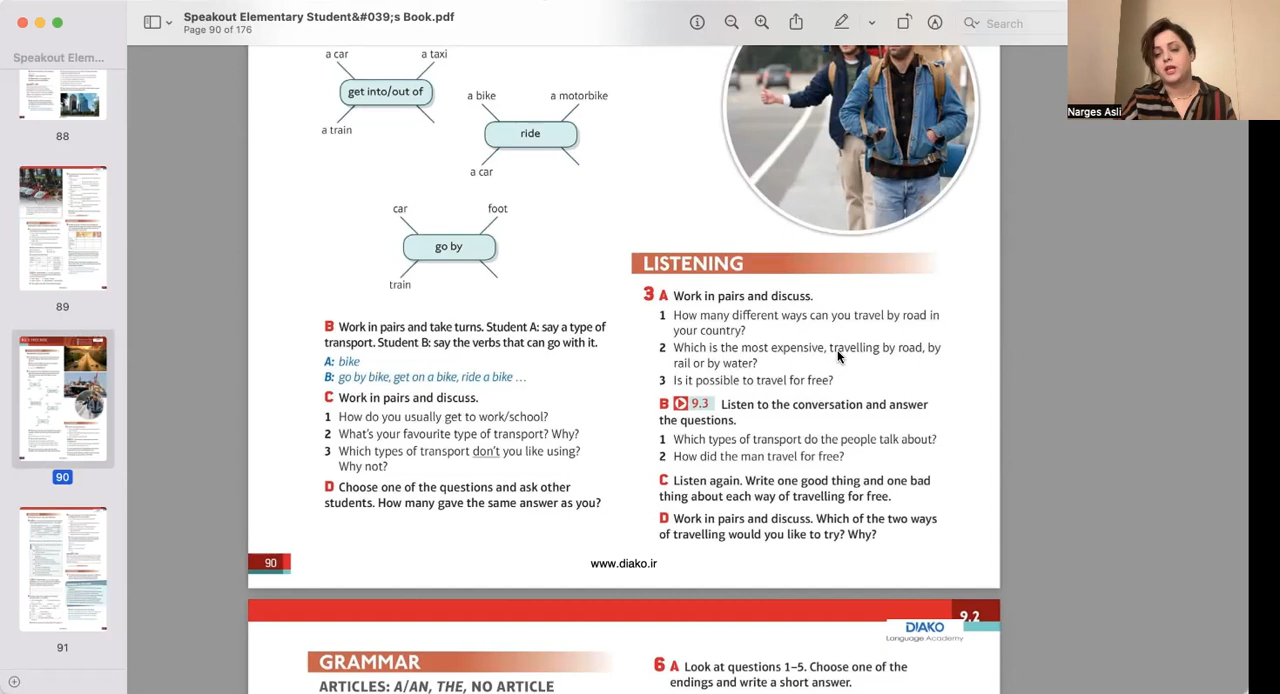 Speakout Elementary Student&#039;s Book.pdf
Page 90 of 176
Search
Narges Asli
Speakout Elem...
88
89
90
91
a car
a taxi
get into/out of
a train
a bike
a motorbike
ride
a car
car
foot
go by
train
B Work in pairs and take turns. Student A: say a type of
transport. Student B: say the verbs that can go with it.
A: bike
B: go by bike, get on a bike, ride a bike ...
C Work in pairs and discuss.
1 How do you usually get to work/school?
2 What's your favourite type of transport? Why?
3 Which types of transport don't you like using?
Why not?
D Choose one of the questions and ask other
students. How many gave the same answer as you?
90
LISTENING
3 A Work in pairs and discuss.
1 How many different ways can you travel by road in
your country?
2 Which is the most expensive, travelling by road, by
rail or by water?
3 Is it possible to travel for free?
B 9.3 Listen to the conversation and answer
the questions.
1 Which types of transport do the people talk about?
2 How did the man travel for free?
C Listen again. Write one good thing and one bad
thing about each way of travelling for free.
D Work in pairs and discuss. Which of the two ways
of travelling would you like to try? Why?
www.diako.ir
9.2
DIAKO
Language Academy
GRAMMAR
ARTICLES: A/AN, THE, NO ARTICLE
6 A Look at questions 1–5. Choose one of the
endings and write a short answer.